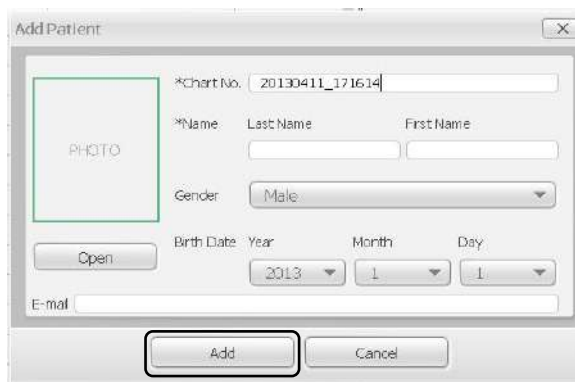 Add Patient
*Chart No. 20130411_171614
*Name Last Name First Name
PHOTO
Gender Male
Open
Birth Date Year Month Day
2013 1 1
E-mail
Add Cancel